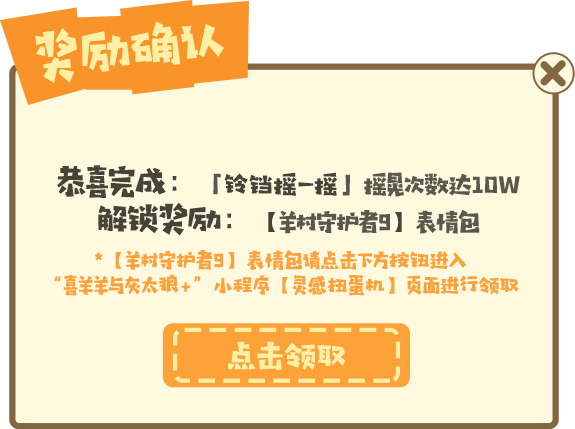 奖励确认
恭喜完成：「铃铛摇一摇」摇晃次数达10W
解锁奖励：【羊村守护者9】表情包
*【羊村守护者9】表情包请点击下方按钮进入
“喜羊羊与灰太狼+”小程序【灵感扭蛋机】页面进行领取
点击领取